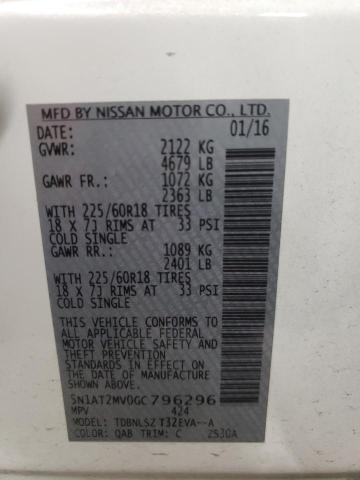 MFD BY NISSAN MOTOR CO., LTD.
DATE: 01/16
GVWR: 2122 KG
4679 LB
GAWR FR.: 1072 KG
2363 LB
WITH 225/60R18 TIRES
18 X 7J RIMS AT 33 PSI
COLD SINGLE
GAWR RR.: 1089 KG
2401 LB
WITH 225/60R18 TIRES
18 X 7J RIMS AT 33 PSI
COLD SINGLE
THIS VEHICLE CONFORMS TO
ALL APPLICABLE FEDERAL
MOTOR VEHICLE SAFETY AND
THEFT PREVENTION
STANDARDS IN EFFECT ON
THE DATE OF MANUFACTURE
SHOWN ABOVE.
5N1AT2MV0GC796296
MPV 424
MODEL: TDBNLSZ T32EVA--A
COLOR: QAB TRIM: C 2530A